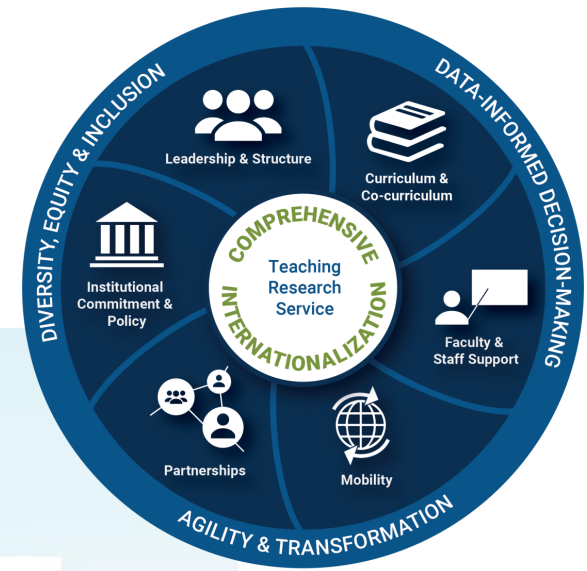 DIVERSITY, EQUITY & INCLUSION
DATA-INFORMED DECISION-MAKING
AGILITY & TRANSFORMATION
Leadership & Structure
Curriculum &
Co-curriculum
Institutional
Commitment &
Policy
COMPREHENSIVE
INTERNATIONALIZATION
Teaching
Research
Service
Faculty &
Staff Support
Partnerships
Mobility